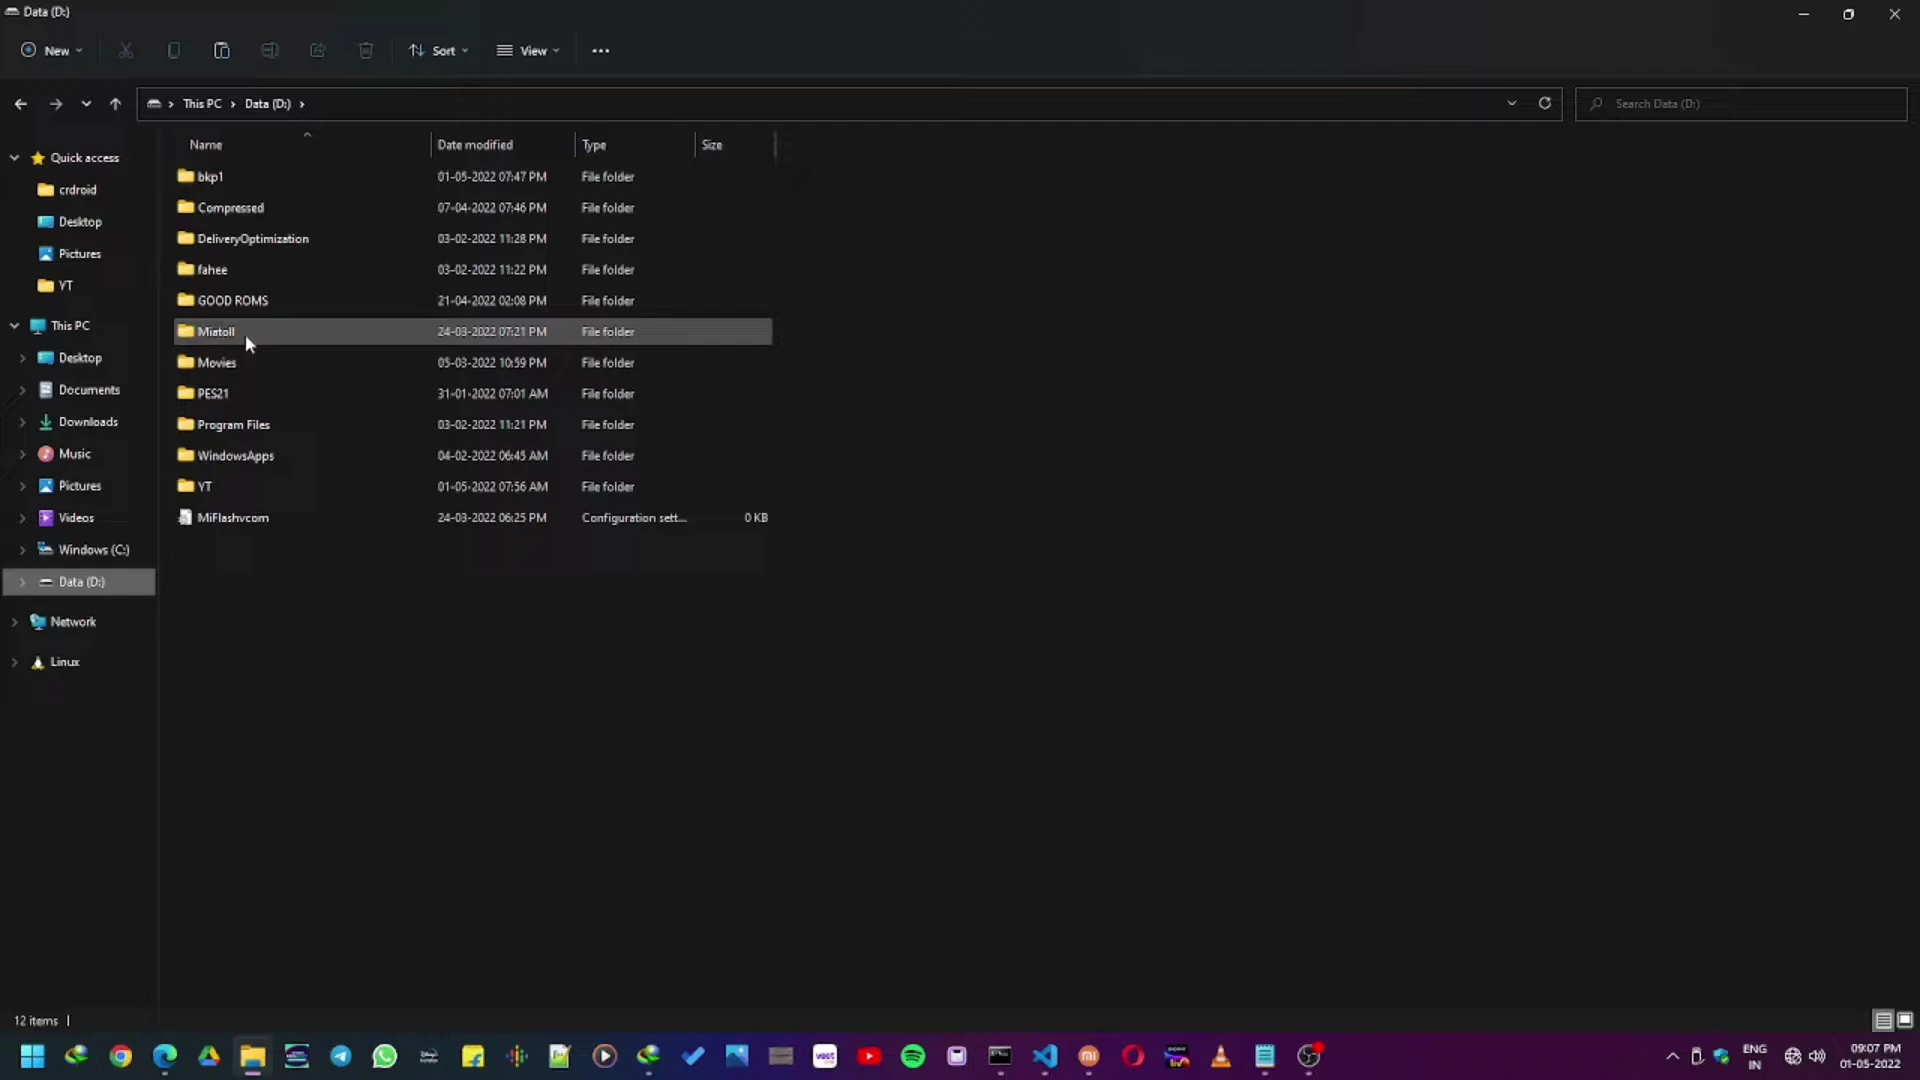 Data (D:)
New
Sort
View
This PC
Data (D:)
Search Data (D:)
Name
Date modified
Type
Size
Quick access
crdroid
Desktop
Pictures
YT
This PC
Desktop
Documents
Downloads
Music
Pictures
Videos
Windows (C:)
Data (D:)
Network
Linux
bkp1 01-05-2022 07:47 PM File folder
Compressed 07-04-2022 07:46 PM File folder
DeliveryOptimization 03-02-2022 11:28 PM File folder
fahee 03-02-2022 11:22 PM File folder
GOOD ROMS 21-04-2022 02:08 PM File folder
Miatoll 24-03-2022 07:21 PM File folder
Movies 05-03-2022 10:59 PM File folder
PES21 31-01-2022 07:01 AM File folder
Program Files 03-02-2022 11:21 PM File folder
WindowsApps 04-02-2022 06:45 AM File folder
YT 01-05-2022 07:56 AM File folder
MiFlashvcom 24-03-2022 06:25 PM Configuration sett... 0 KB
12 items
voot
mi
ENG
IN
09:07 PM
01-05-2022